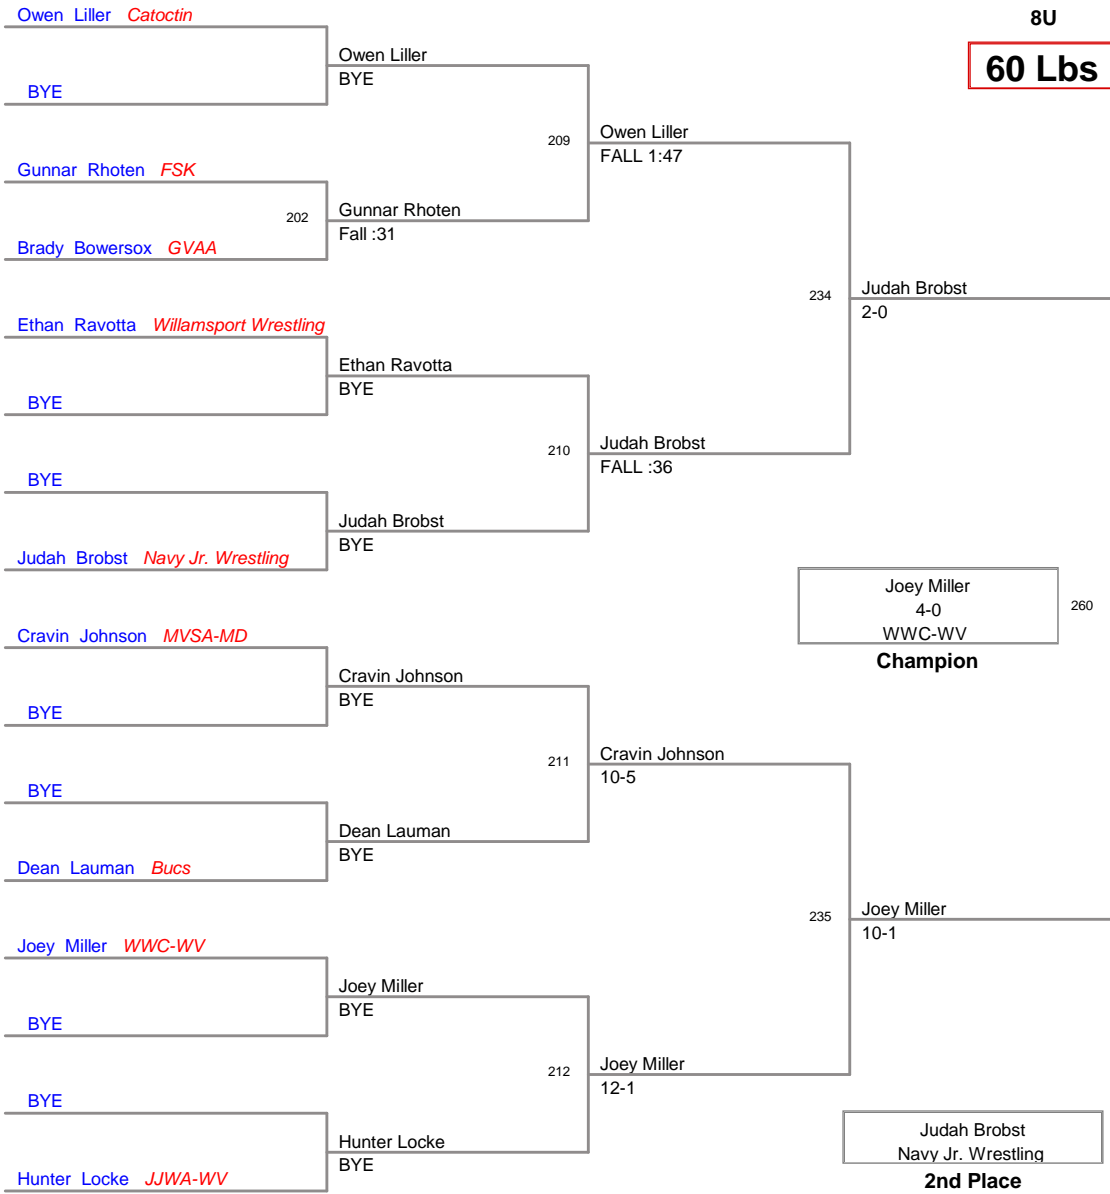 Owen Liller Catoctin
8U
Owen Liller
BYE
60 Lbs
BYE
209
Owen Liller
FALL 1:47
Gunnar Rhoten FSK
202
Gunnar Rhoten
Fall :31
Brady Bowersox GVAA
234
Judah Brobst
2-0
Ethan Ravotta Willamsport Wrestling
Ethan Ravotta
BYE
BYE
210
Judah Brobst
FALL :36
BYE
Judah Brobst
BYE
Judah Brobst Navy Jr. Wrestling
Joey Miller
4-0
WWC-WV
260
Champion
Cravin Johnson MVSA-MD
Cravin Johnson
BYE
BYE
211
Cravin Johnson
10-5
BYE
Dean Lauman
BYE
Dean Lauman Bucs
235
Joey Miller
10-1
Joey Miller WWC-WV
Joey Miller
BYE
BYE
212
Joey Miller
12-1
BYE
Hunter Locke
BYE
Hunter Locke JJWA-WV
Judah Brobst
Navy Jr. Wrestling
2nd Place